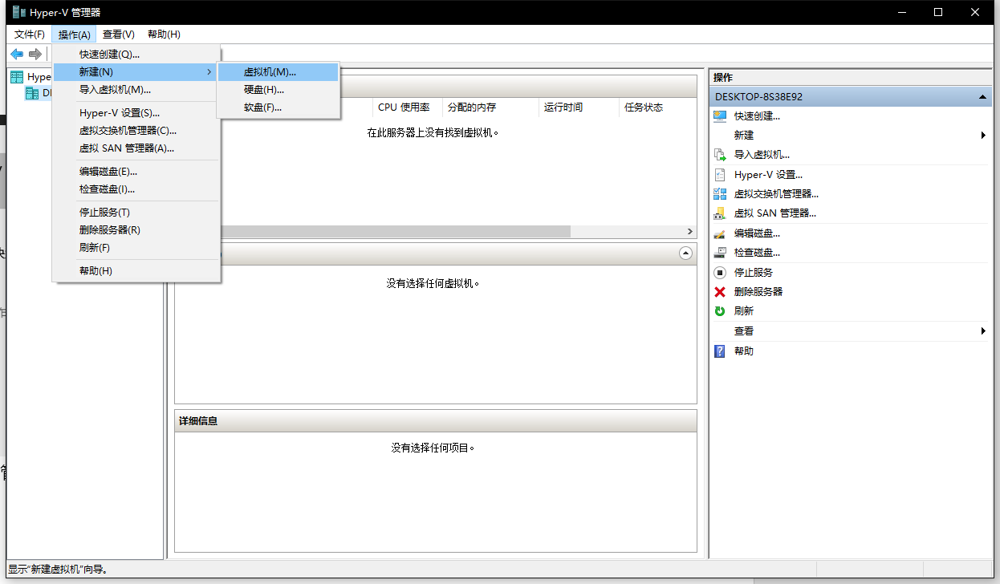 Hyper-V 管理器
文件(F) 操作(A) 查看(V) 帮助(H)
快速创建(Q)...
新建(N)
导入虚拟机(M)...
Hyper-V 设置(S)...
虚拟交换机管理器(C)...
虚拟 SAN 管理器(A)...
编辑磁盘(E)...
检查磁盘(I)...
停止服务(T)
删除服务器(R)
刷新(F)
帮助(H)
虚拟机(M)...
硬盘(H)...
软盘(F)...
Hype
CPU 使用率 分配的内存 运行时间 任务状态
在此服务器上没有找到虚拟机。
没有选择任何虚拟机。
详细信息
没有选择任何项目。
操作
DESKTOP-8S38E92
快速创建...
新建
导入虚拟机...
Hyper-V 设置...
虚拟交换机管理器...
虚拟 SAN 管理器...
编辑磁盘...
检查磁盘...
停止服务
删除服务器
刷新
查看
帮助
显示“新建虚拟机”向导。